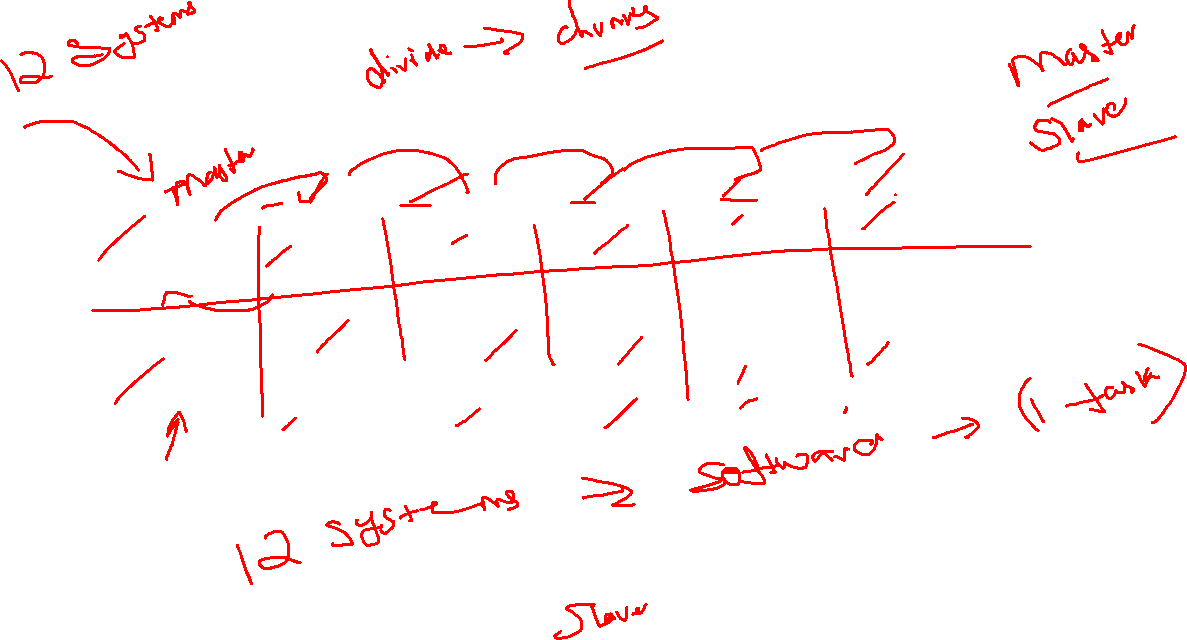 12 Systems
divide → chunks
Master
Slave
Master
12 systems → software → (1 task)
Slave